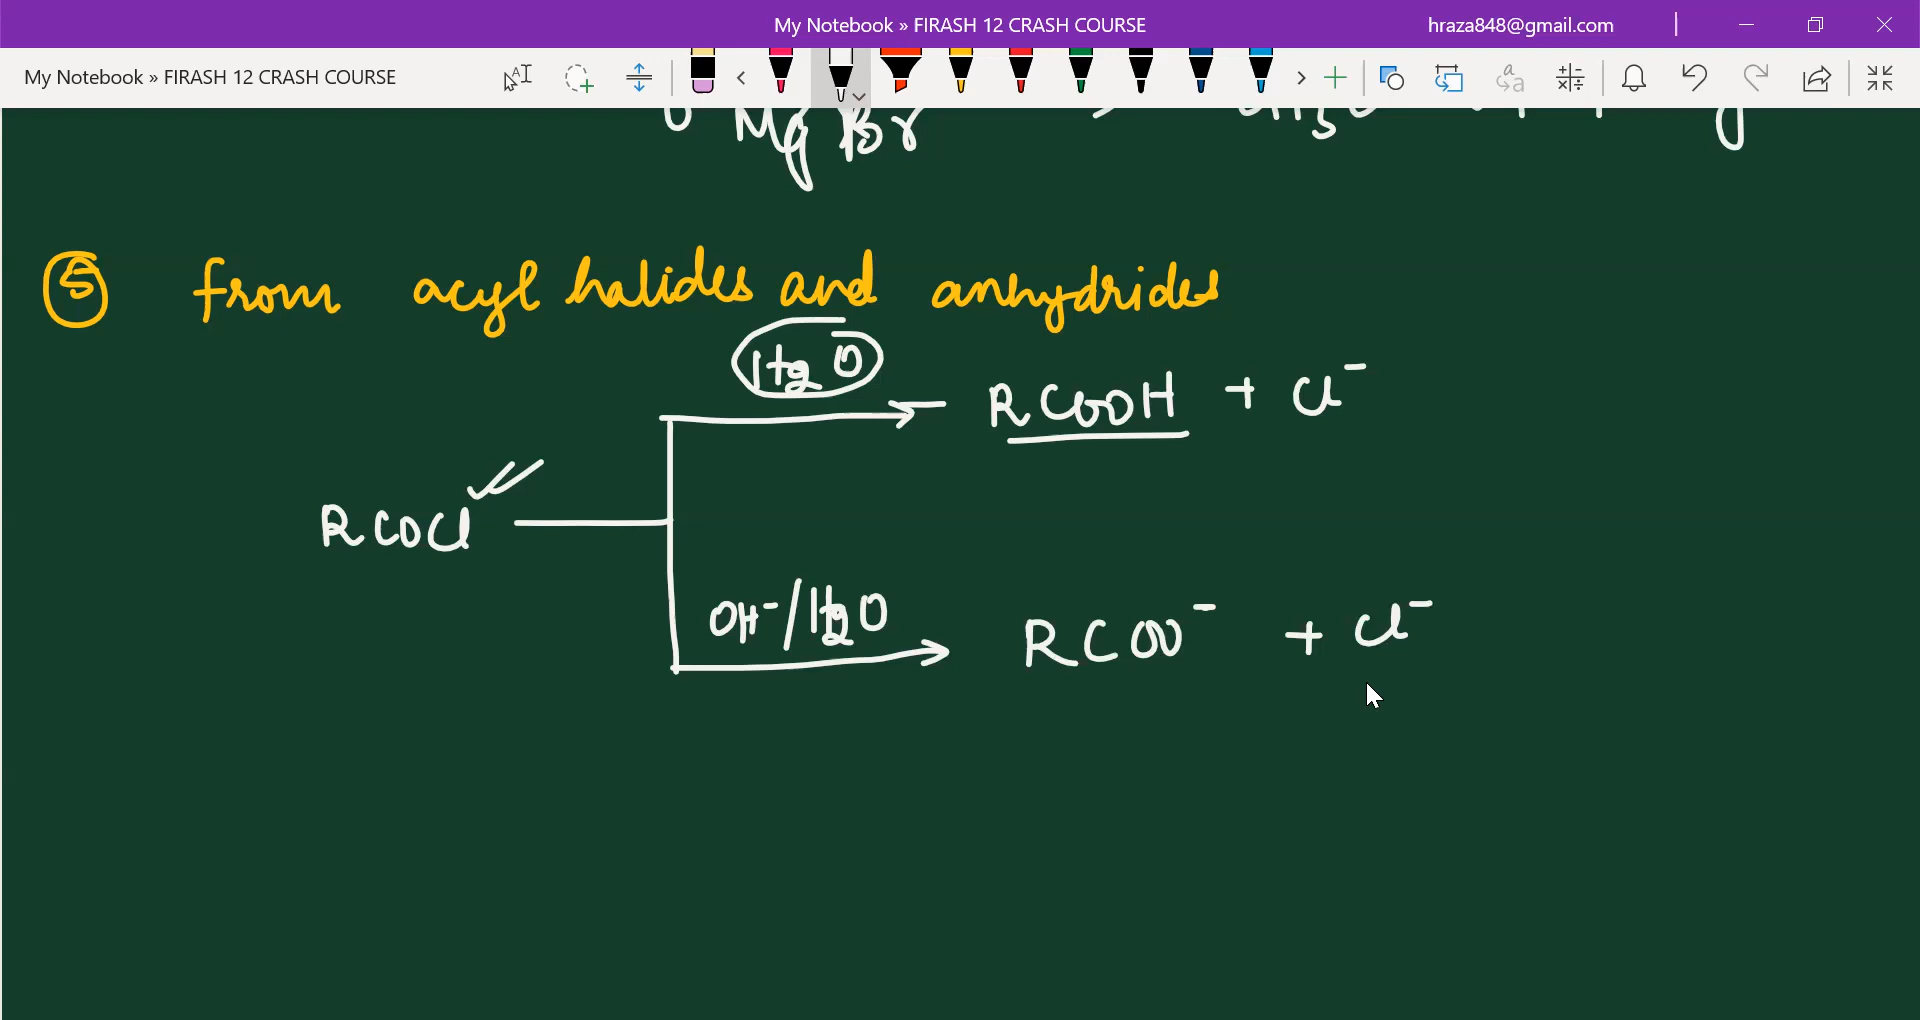 My Notebook » FIRASH 12 CRASH COURSE hraza848@gmail.com
My Notebook » FIRASH 12 CRASH COURSE
MgBr
⑤ from acyl halides and anhydrides
H₂O
RCOOH + Cl⁻
RCOCl
OH⁻/H₂O
RCOO⁻ + Cl⁻